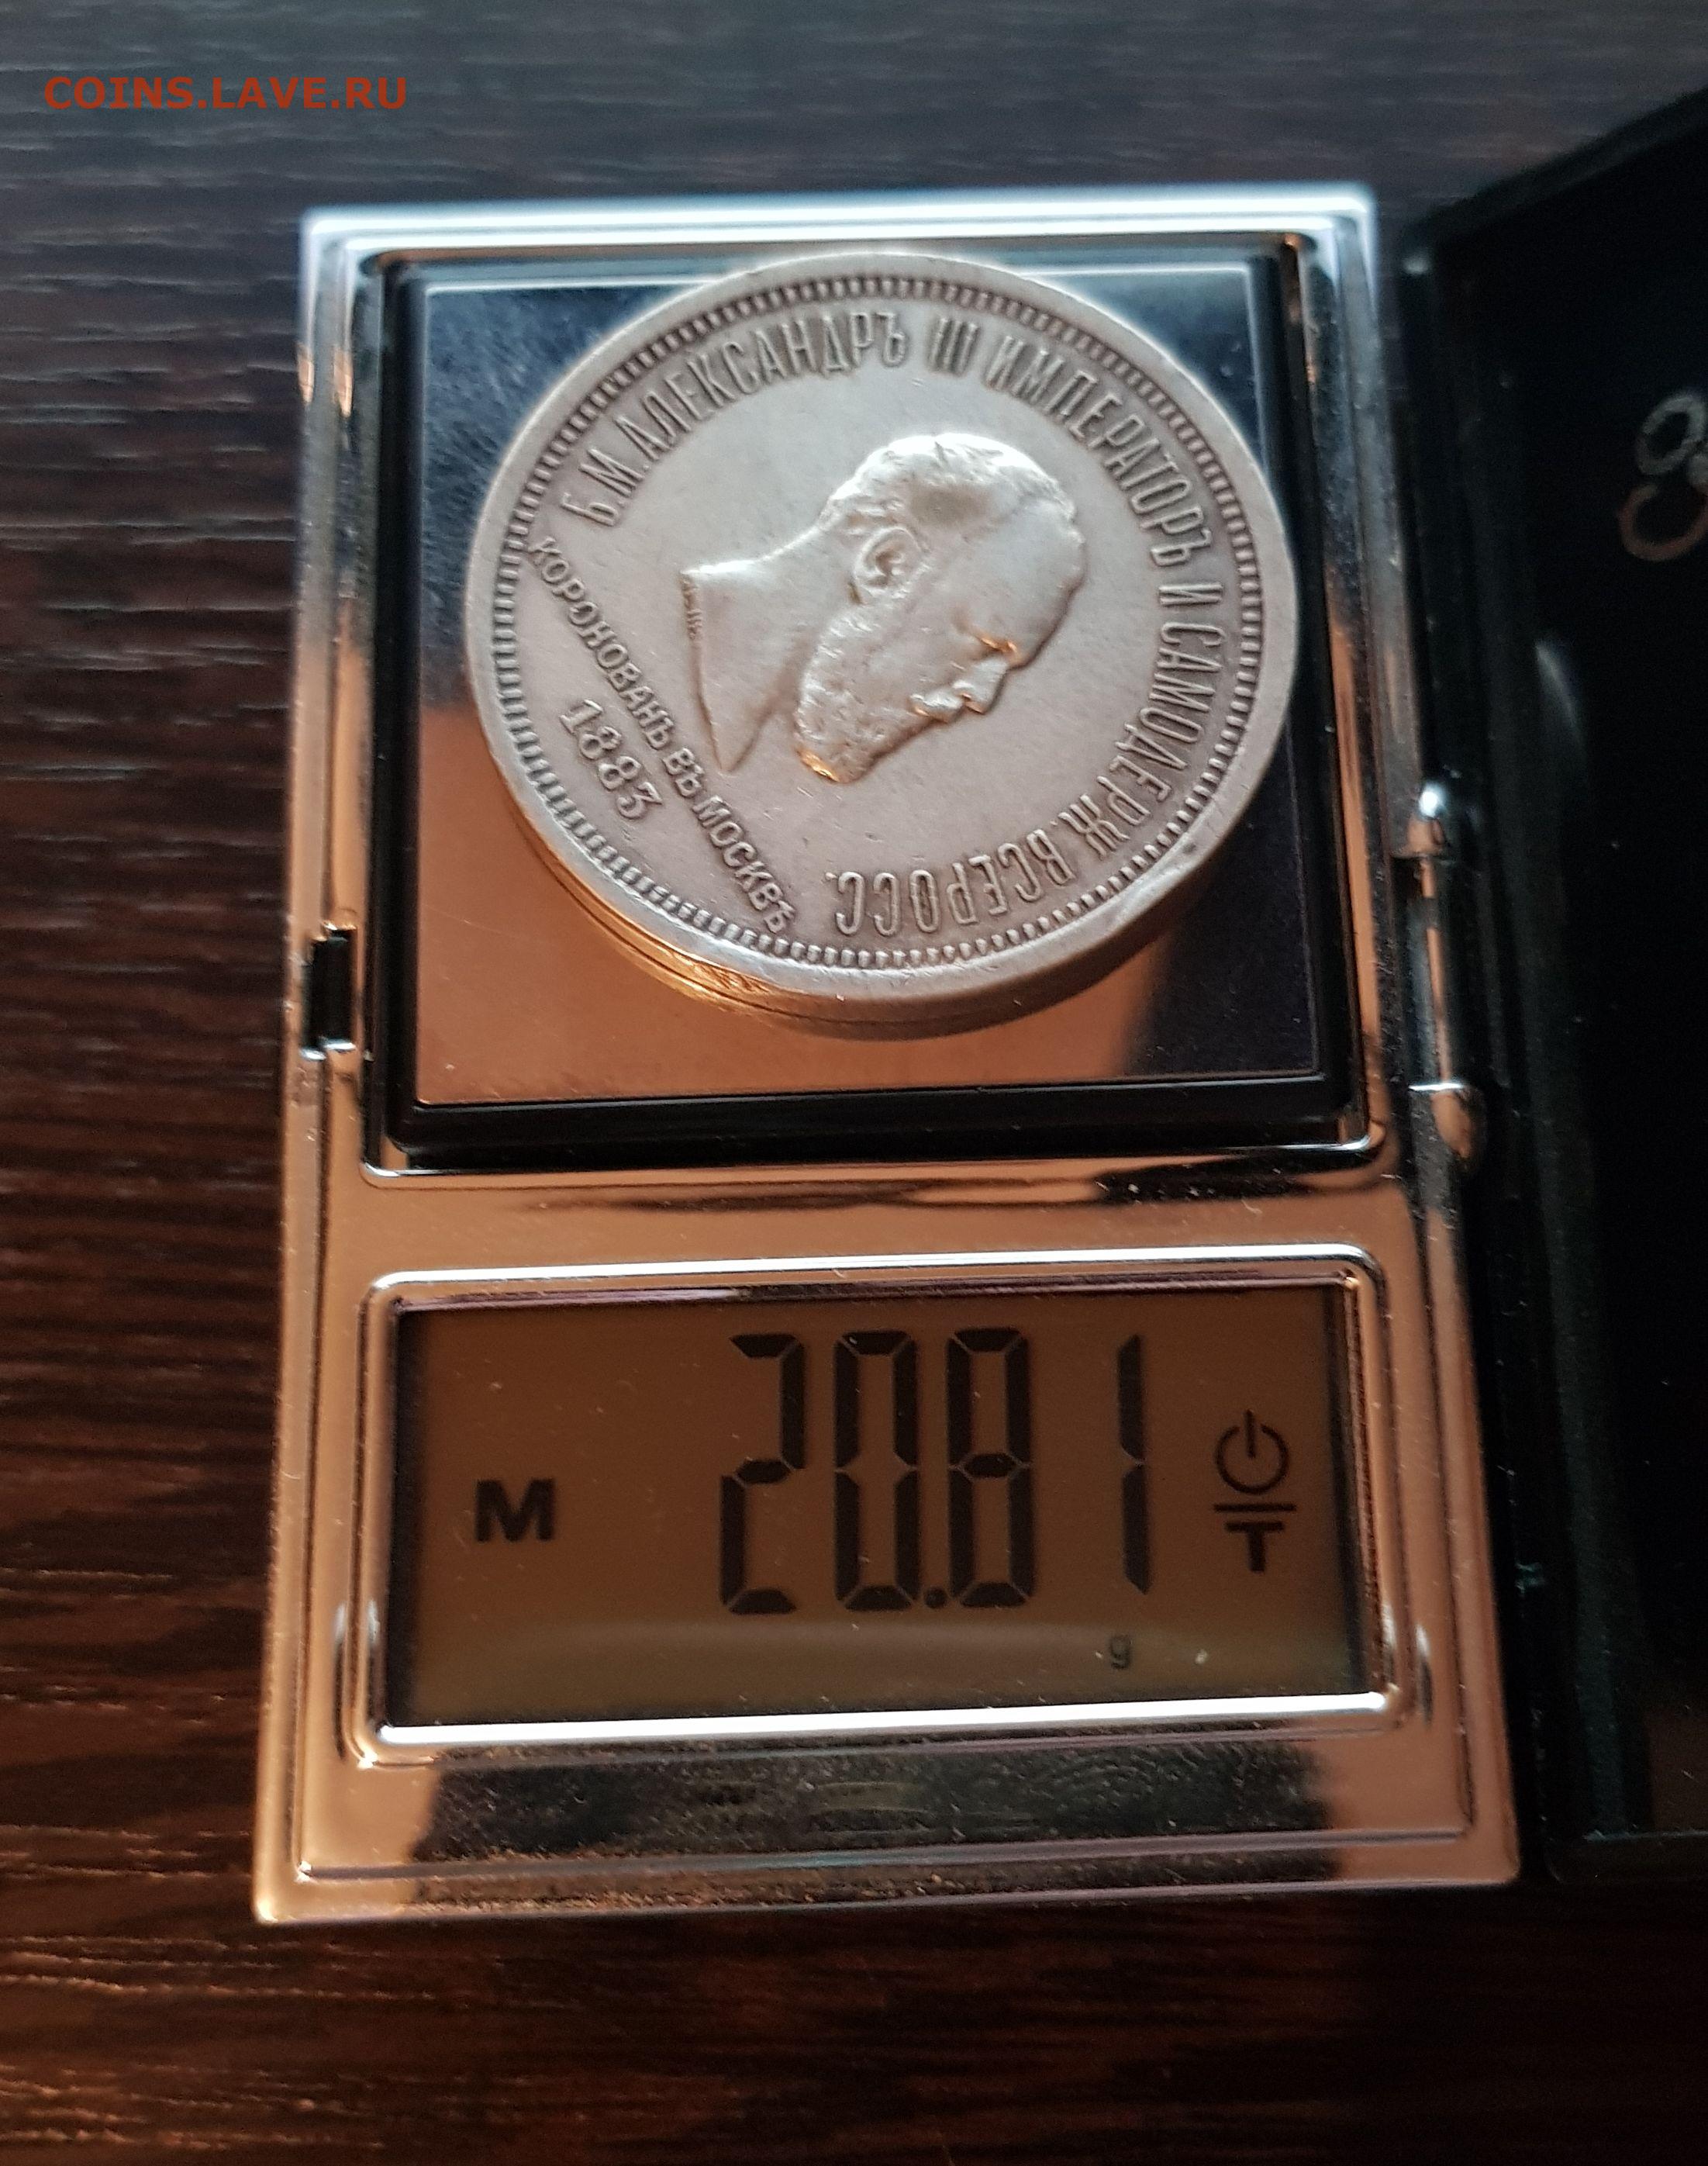 COINS.LAVE.RU
Б.М.АЛЕКСАНДРЪ III ИМПЕРАТОРЪ И САМОДЕРЖ.ВСЕРОСС.
КОРОНОВАНЪ ВЪ МОСКВѢ
1883
M 20.81
T
g